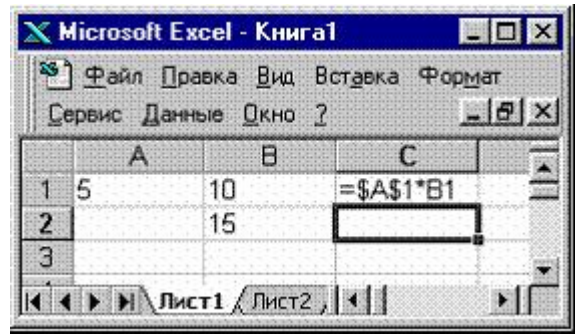 Microsoft Excel - Книга1
Файл Правка Вид Вставка Формат
Сервис Данные Окно ?
A B C
1 5 10 =$A$1*B1
2 15
3
Лист1 Лист2